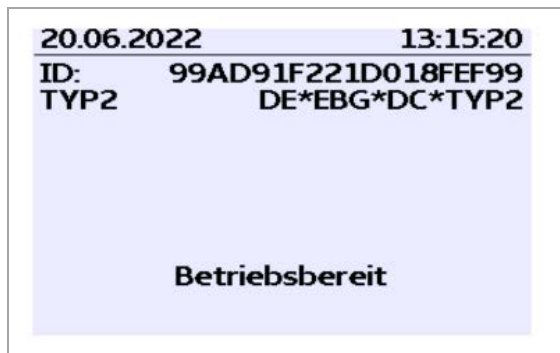 20.06.2022 13:15:20
ID: 99AD91F221D018FEF99
TYP2 DE*EBG*DC*TYP2
Betriebsbereit